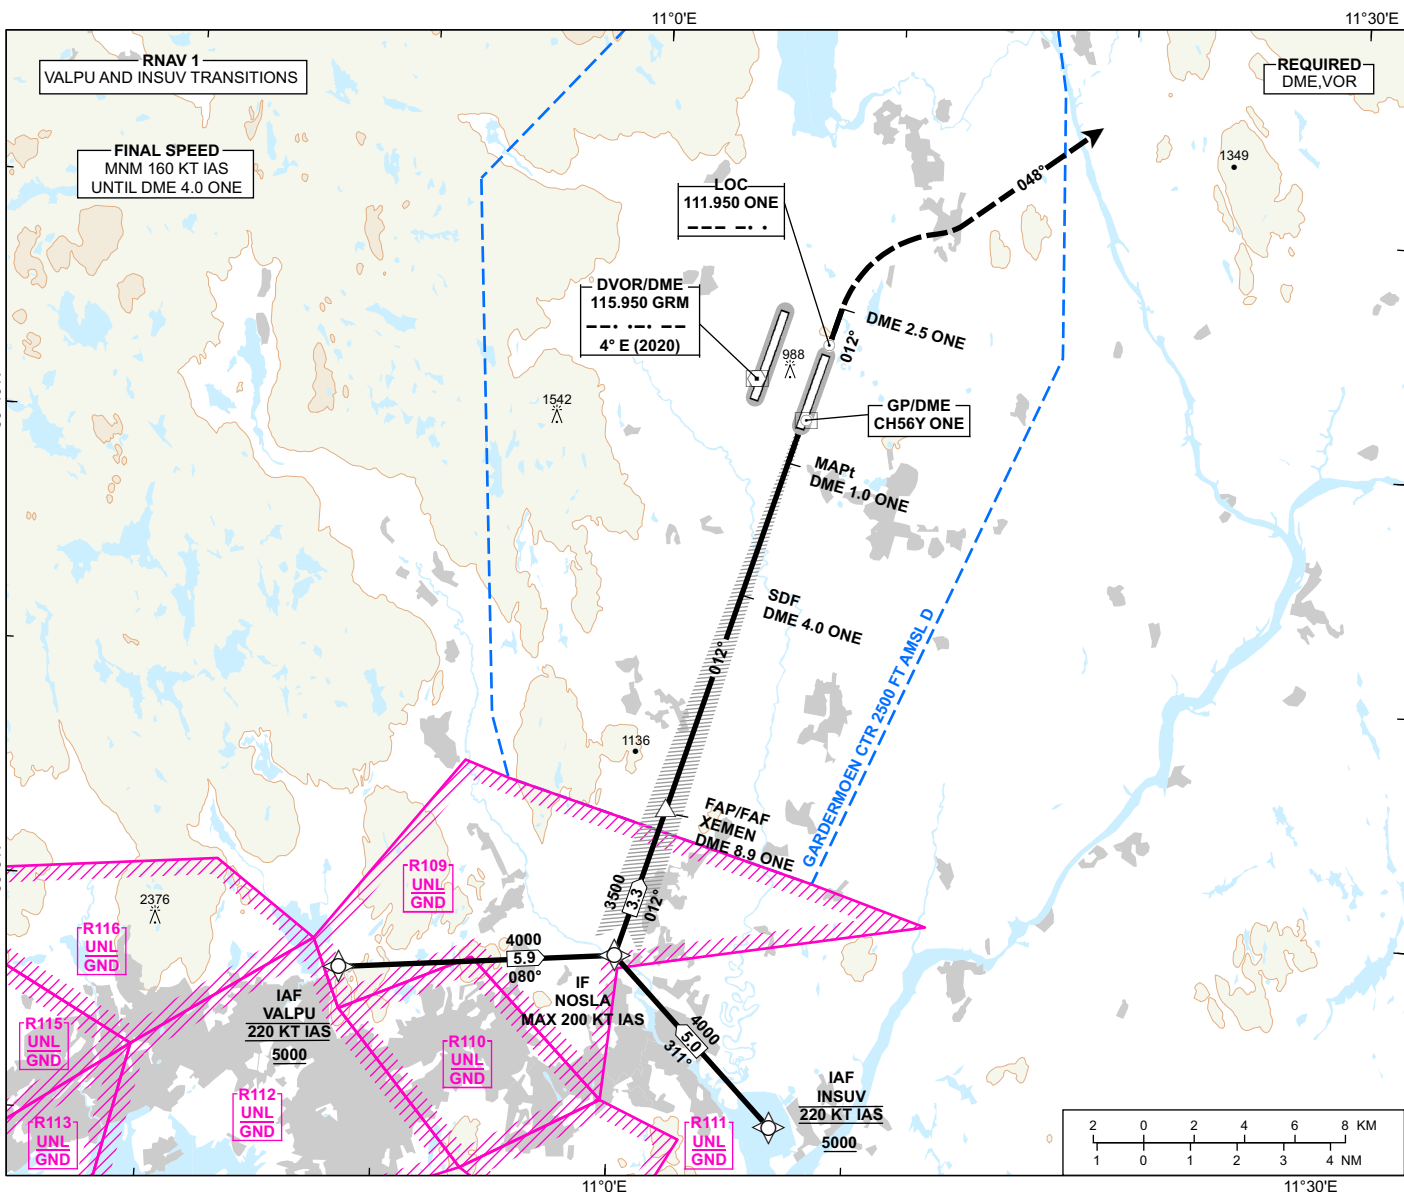 11°0'E
11°30'E
RNAV 1
VALPU AND INSUV TRANSITIONS
REQUIRED
DME,VOR
FINAL SPEED
MNM 160 KT IAS
UNTIL DME 4.0 ONE
1349
048°
LOC
111.950 ONE
DVOR/DME
115.950 GRM
4° E (2020)
DME 2.5 ONE
012°
988
1542
GP/DME
CH56Y ONE
MAPt
DME 1.0 ONE
SDF
DME 4.0 ONE
012°
GARDERMOEN CTR 2500 FT AMSL D
1136
FAP/FAF
XEMEN
DME 8.9 ONE
R109
UNL
GND
3500
3.3
012°
2376
R116
UNL
GND
4000
5.9
080°
IF
NOSLA
MAX 200 KT IAS
IAF
VALPU
220 KT IAS
5000
4000
5.0
311°
R115
UNL
GND
R110
UNL
GND
R112
UNL
GND
R113
UNL
GND
R111
UNL
GND
IAF
INSUV
220 KT IAS
5000
2 0 2 4 6 8 KM
1 0 1 2 3 4 NM
11°0'E
11°30'E